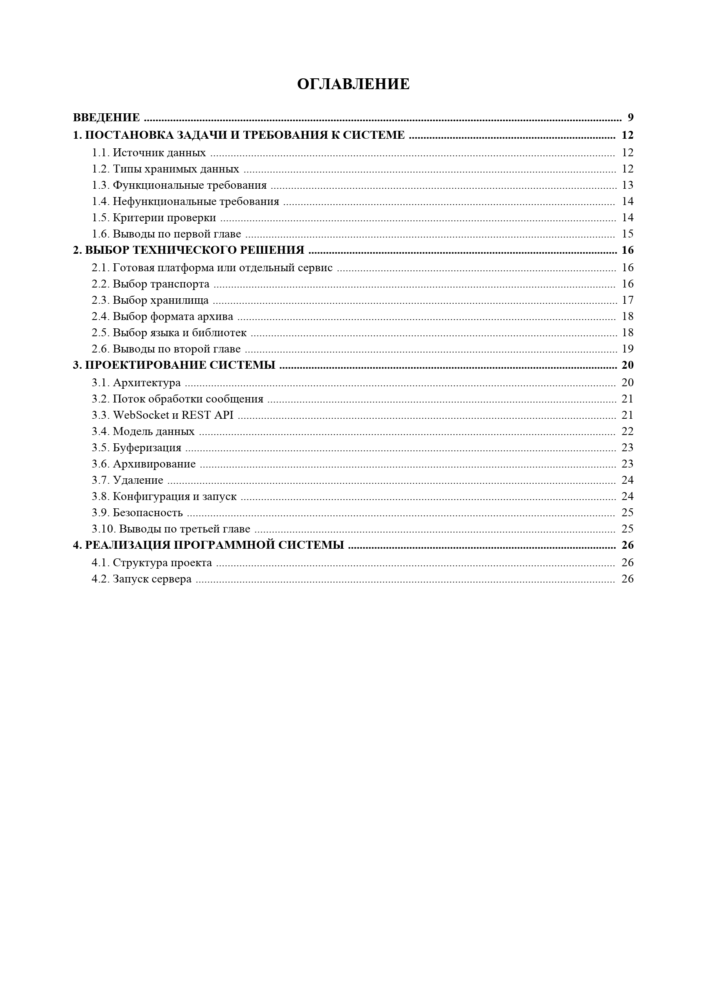 ОГЛАВЛЕНИЕ
ВВЕДЕНИЕ ........ 9
1. ПОСТАНОВКА ЗАДАЧИ И ТРЕБОВАНИЯ К СИСТЕМЕ ........ 12
1.1. Источник данных ........ 12
1.2. Типы хранимых данных ........ 12
1.3. Функциональные требования ........ 13
1.4. Нефункциональные требования ........ 14
1.5. Критерии проверки ........ 14
1.6. Выводы по первой главе ........ 15
2. ВЫБОР ТЕХНИЧЕСКОГО РЕШЕНИЯ ........ 16
2.1. Готовая платформа или отдельный сервис ........ 16
2.2. Выбор транспорта ........ 16
2.3. Выбор хранилища ........ 17
2.4. Выбор формата архива ........ 18
2.5. Выбор языка и библиотек ........ 18
2.6. Выводы по второй главе ........ 19
3. ПРОЕКТИРОВАНИЕ СИСТЕМЫ ........ 20
3.1. Архитектура ........ 20
3.2. Поток обработки сообщения ........ 21
3.3. WebSocket и REST API ........ 21
3.4. Модель данных ........ 22
3.5. Буферизация ........ 23
3.6. Архивирование ........ 23
3.7. Удаление ........ 24
3.8. Конфигурация и запуск ........ 24
3.9. Безопасность ........ 25
3.10. Выводы по третьей главе ........ 25
4. РЕАЛИЗАЦИЯ ПРОГРАММНОЙ СИСТЕМЫ ........ 26
4.1. Структура проекта ........ 26
4.2. Запуск сервера ........ 26